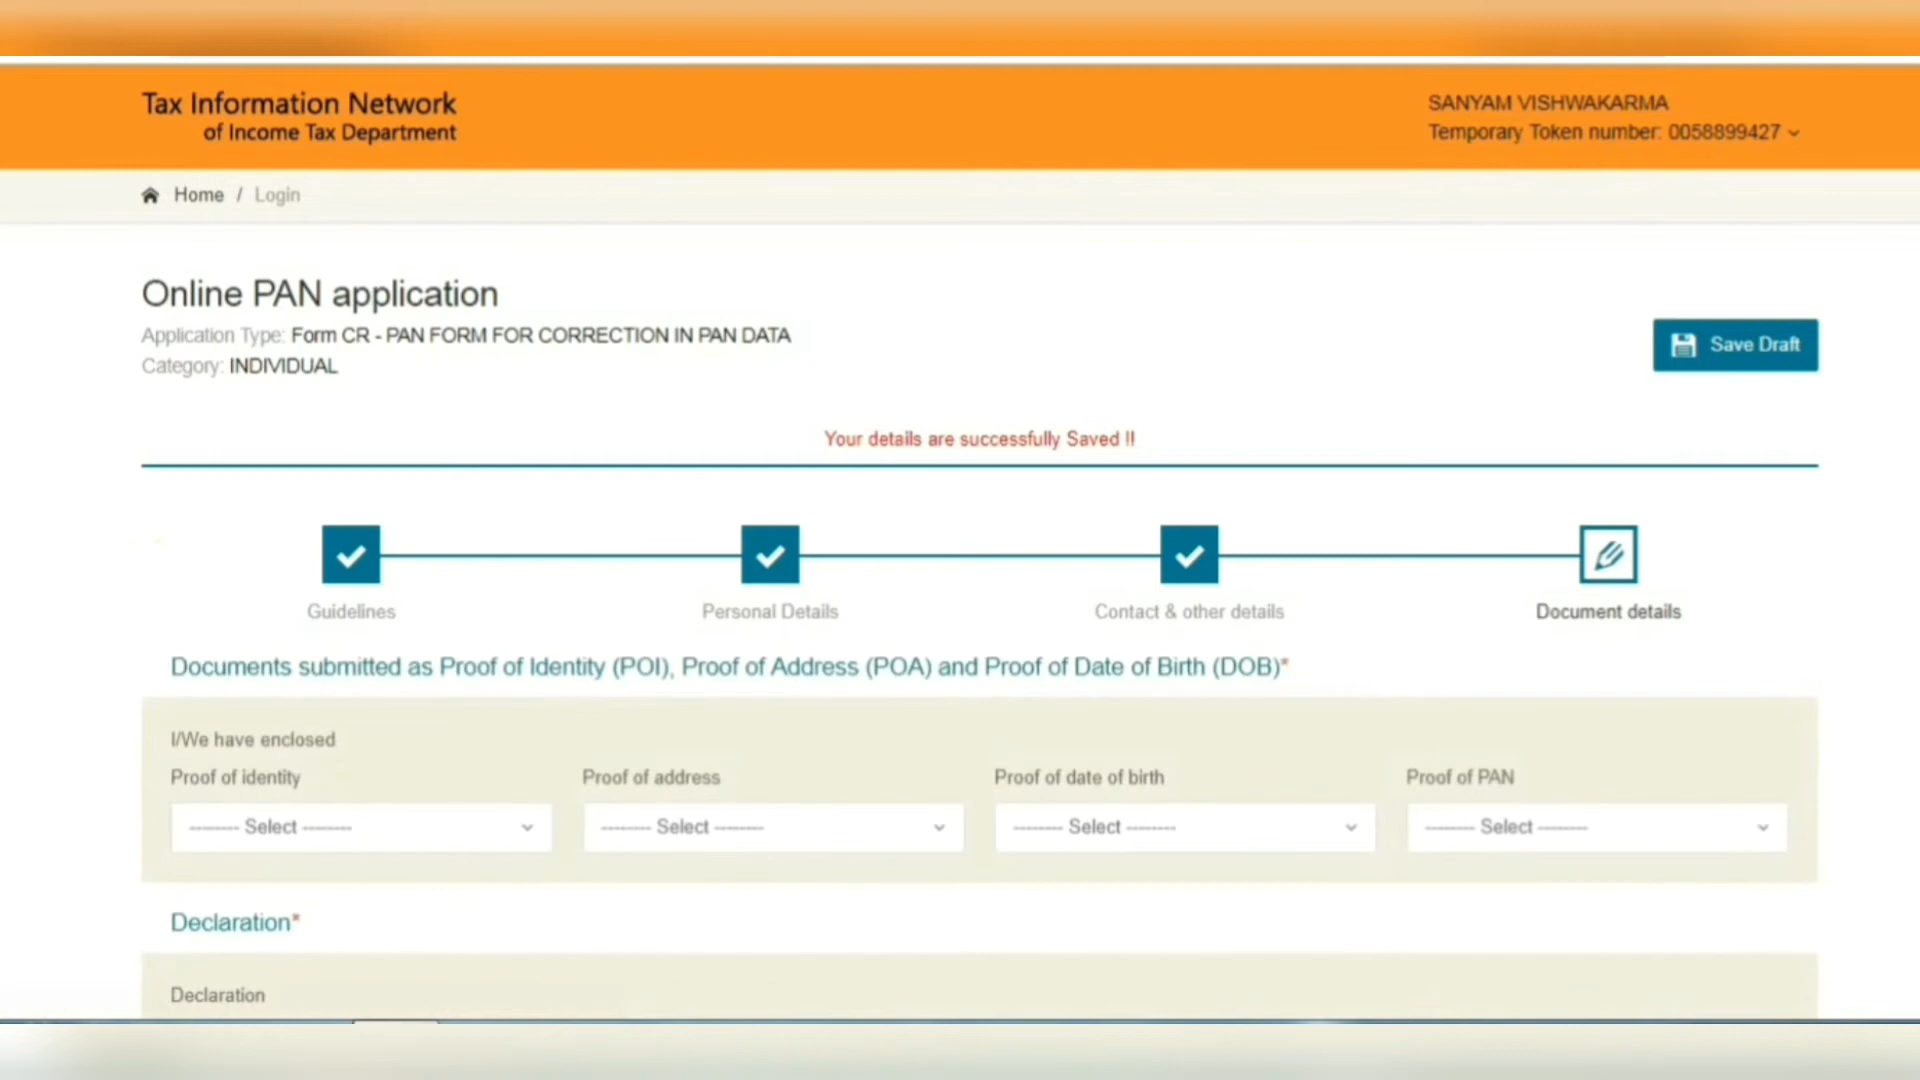 Tax Information Network
of Income Tax Department
SANYAM VISHWAKARMA
Temporary Token number: 0058899427
Home / Login
Online PAN application
Application Type: Form CR - PAN FORM FOR CORRECTION IN PAN DATA
Category: INDIVIDUAL
Save Draft
Your details are successfully Saved !!
Guidelines
Personal Details
Contact & other details
Document details
Documents submitted as Proof of Identity (POI), Proof of Address (POA) and Proof of Date of Birth (DOB)*
I/We have enclosed
Proof of identity
Proof of address
Proof of date of birth
Proof of PAN
-------- Select --------
-------- Select --------
-------- Select --------
-------- Select --------
Declaration*
Declaration